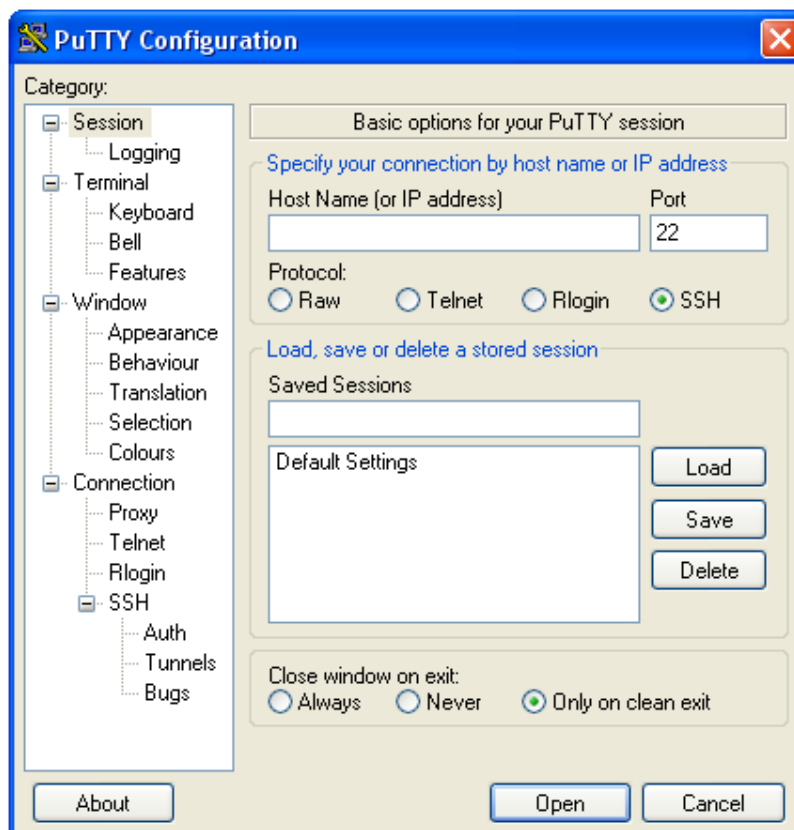 PuTTY Configuration
Category:
Session
Logging
Terminal
Keyboard
Bell
Features
Window
Appearance
Behaviour
Translation
Selection
Colours
Connection
Proxy
Telnet
Rlogin
SSH
Auth
Tunnels
Bugs
Basic options for your PuTTY session
Specify your connection by host name or IP address
Host Name (or IP address) Port
22
Protocol:
Raw Telnet Rlogin SSH
Load, save or delete a stored session
Saved Sessions
Default Settings
Load
Save
Delete
Close window on exit:
Always Never Only on clean exit
About Open Cancel